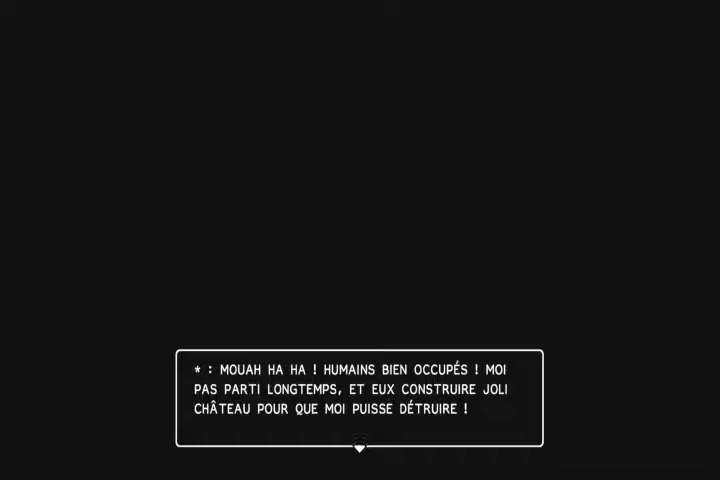 * : MOUAH HA HA ! HUMAINS BIEN OCCUPÉS ! MOI
PAS PARTI LONGTEMPS, ET EUX CONSTRUIRE JOLI
CHÂTEAU POUR QUE MOI PUISSE DÉTRUIRE !